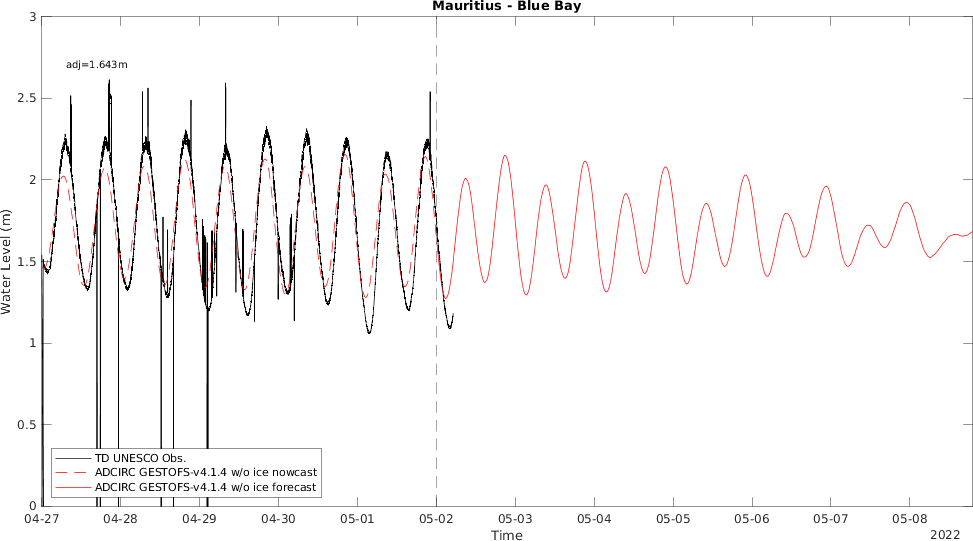 Mauritius - Blue Bay
adj=1.643m
3
2.5
2
1.5
1
0.5
0
Water Level (m)
TD UNESCO Obs.
ADCIRC GESTOFS-v4.1.4 w/o ice nowcast
ADCIRC GESTOFS-v4.1.4 w/o ice forecast
04-27 04-28 04-29 04-30 05-01 05-02 05-03 05-04 05-05 05-06 05-07 05-08
Time
2022